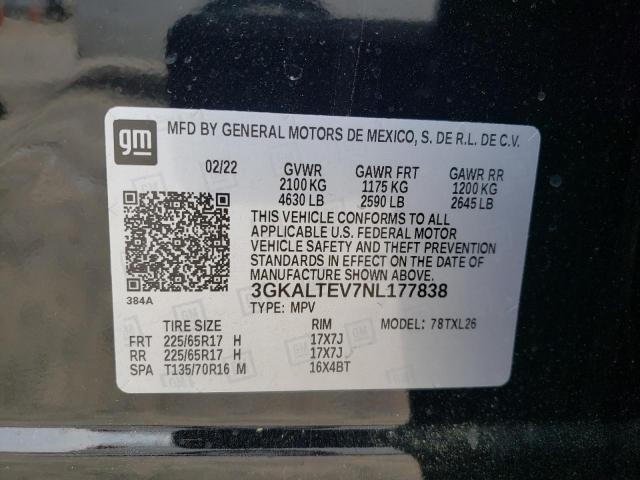 gm MFD BY GENERAL MOTORS DE MEXICO, S. DE R.L. DE C.V.
02/22 GVWR GAWR FRT GAWR RR
2100 KG 1175 KG 1200 KG
4630 LB 2590 LB 2645 LB
THIS VEHICLE CONFORMS TO ALL
APPLICABLE U.S. FEDERAL MOTOR
VEHICLE SAFETY AND THEFT PREVENTION
STANDARDS IN EFFECT ON THE DATE OF
MANUFACTURE SHOWN ABOVE.
384A 3GKALTEV7NL177838
TYPE: MPV MODEL: 78TXL26
TIRE SIZE RIM
FRT 225/65R17 H 17X7J
RR 225/65R17 H 17X7J
SPA T135/70R16 M 16X4BT